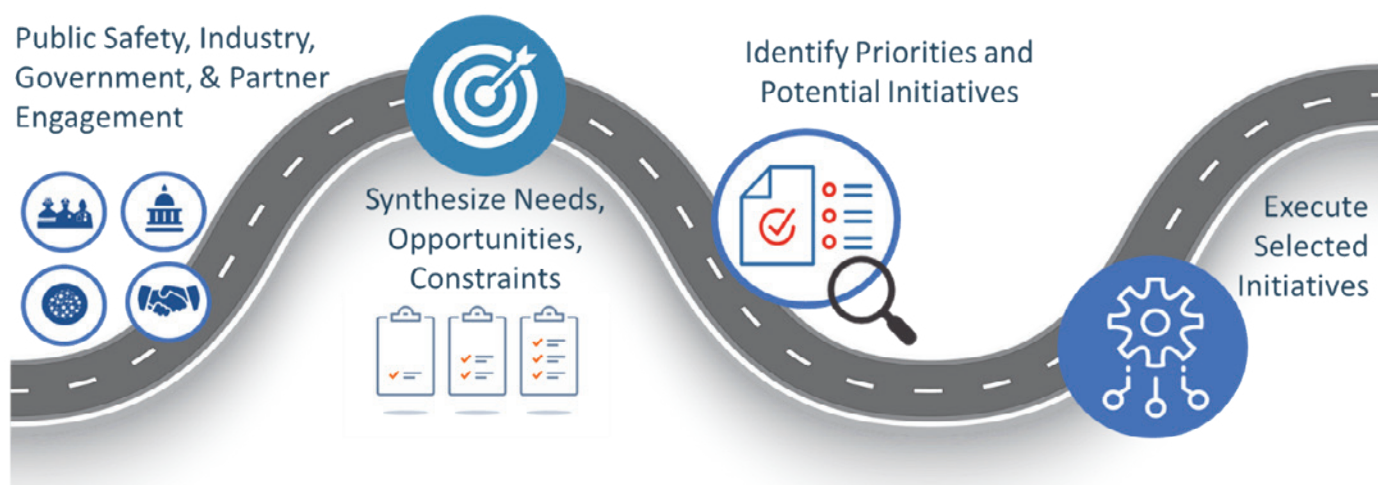 Public Safety, Industry,
Government, & Partner
Engagement
Synthesize Needs,
Opportunities,
Constraints
Identify Priorities and
Potential Initiatives
Execute
Selected
Initiatives